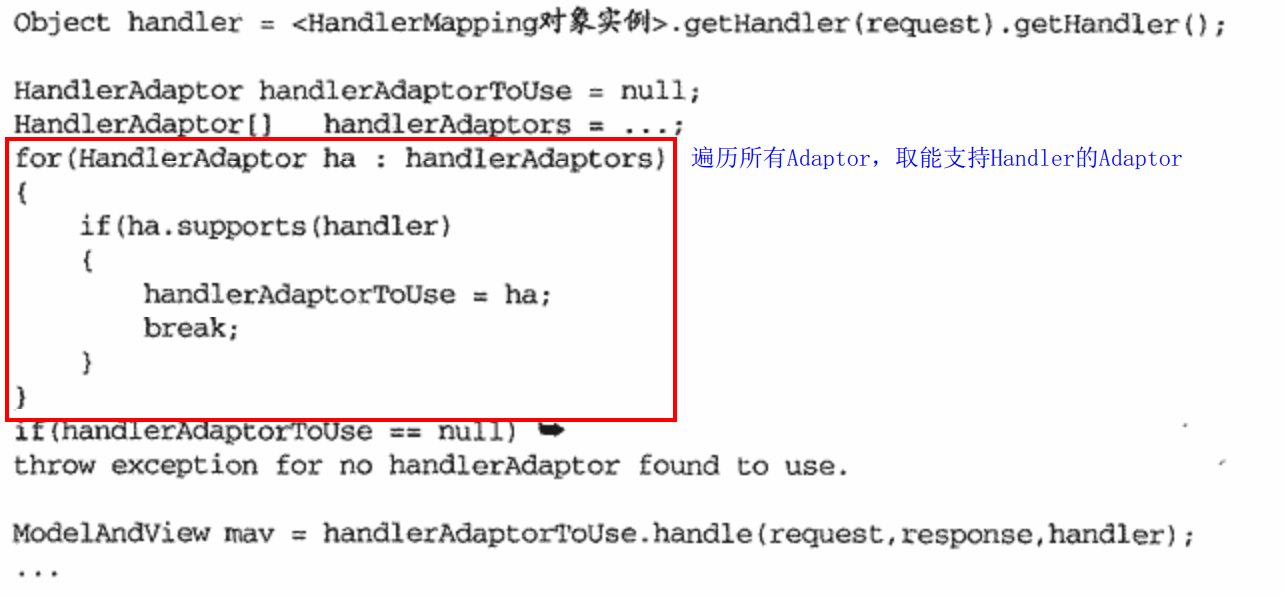 Object handler = <HandlerMapping对象实例>.getHandler(request).getHandler();
HandlerAdaptor handlerAdaptorToUse = null;
HandlerAdaptor[] handlerAdaptors = ...;
for(HandlerAdaptor ha : handlerAdaptors) 遍历所有Adaptor，取能支持Handler的Adaptor
{
if(ha.supports(handler)
{
handlerAdaptorToUse = ha;
break;
}
}
if(handlerAdaptorToUse == null) ➥
throw exception for no handlerAdaptor found to use.
ModelAndView mav = handlerAdaptorToUse.handle(request,response,handler);
...